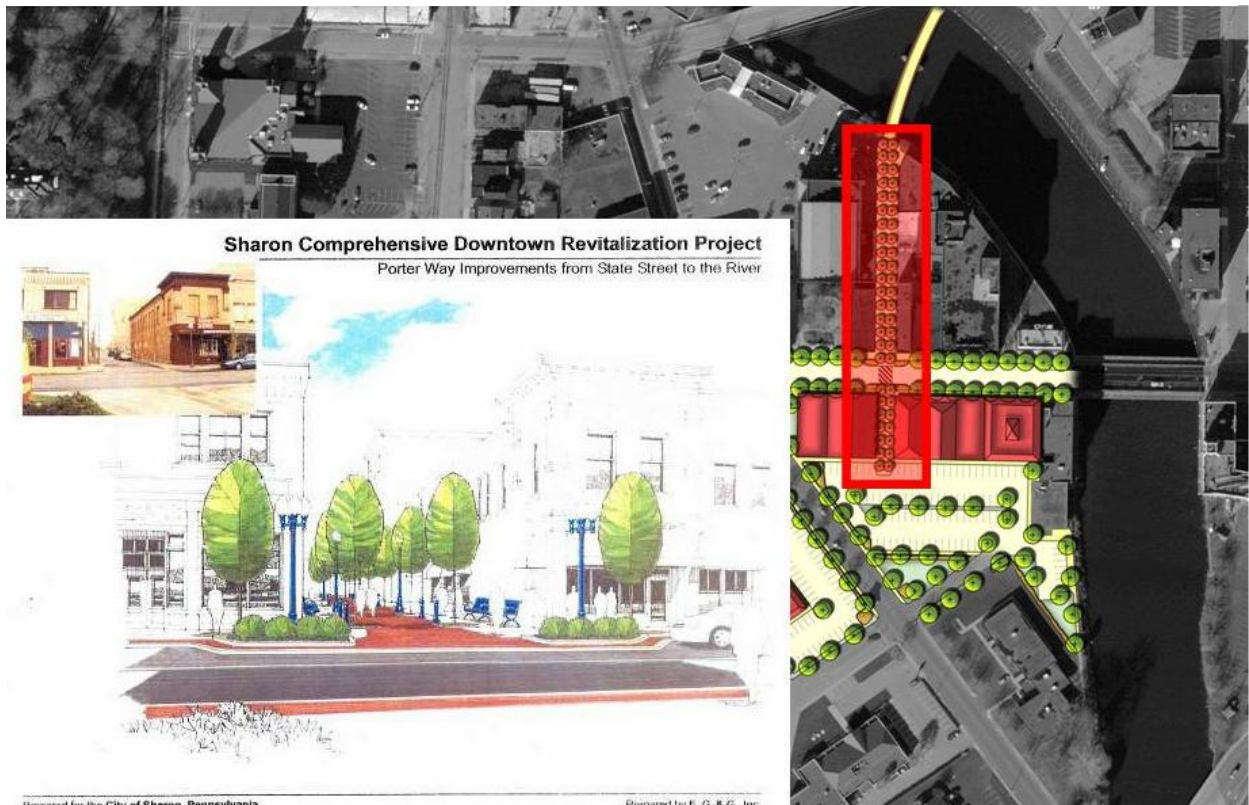 Sharon Comprehensive Downtown Revitalization Project
Porter Way Improvements from State Street to the River
Prepared for the City of Sharon, Pennsylvania
Prepared by E. G. & G., Inc.